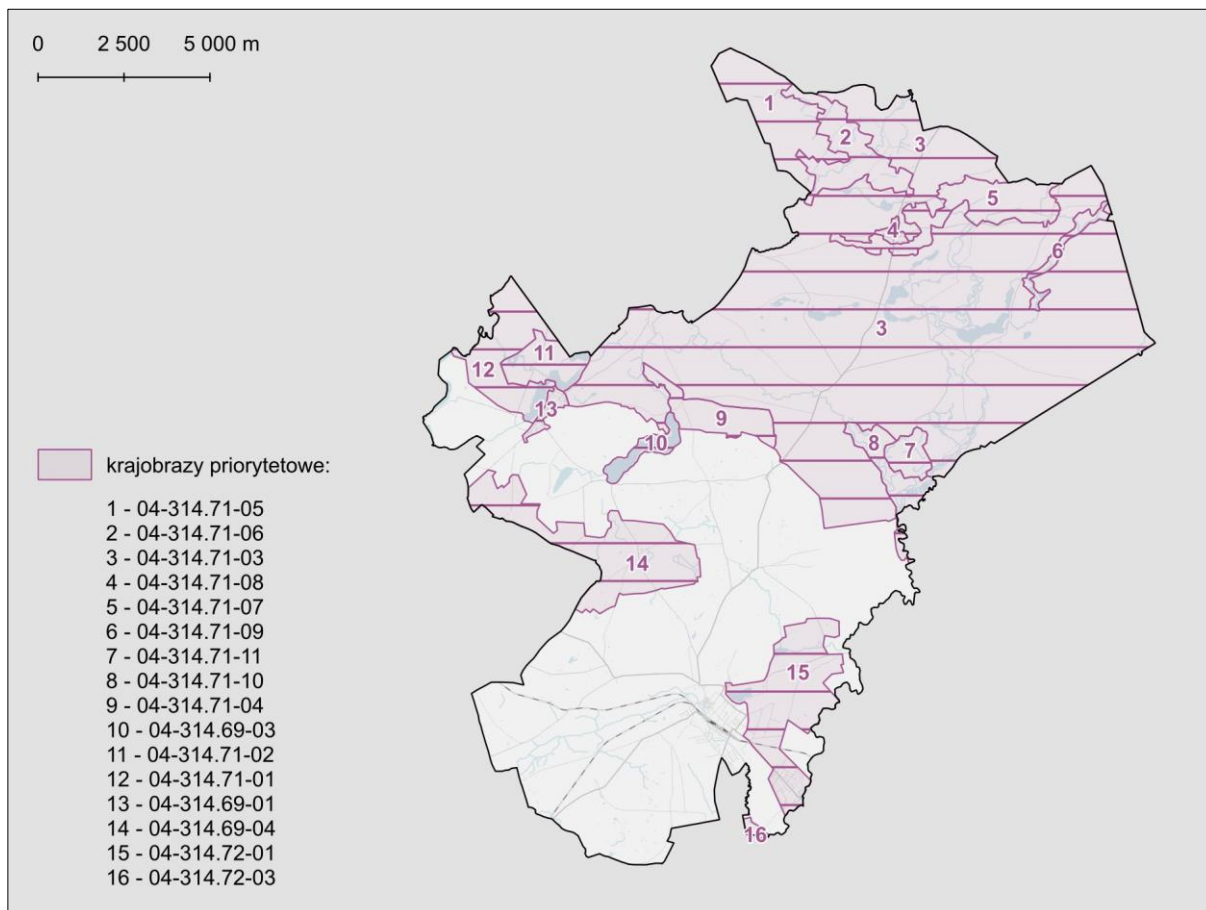 0 2 500 5 000 m
1
2
3
5
4
6
3
11
12
13
9
10
8
7
14
15
16
krajobrazy priorytetowe:
1 - 04-314.71-05
2 - 04-314.71-06
3 - 04-314.71-03
4 - 04-314.71-08
5 - 04-314.71-07
6 - 04-314.71-09
7 - 04-314.71-11
8 - 04-314.71-10
9 - 04-314.71-04
10 - 04-314.69-03
11 - 04-314.71-02
12 - 04-314.71-01
13 - 04-314.69-01
14 - 04-314.69-04
15 - 04-314.72-01
16 - 04-314.72-03